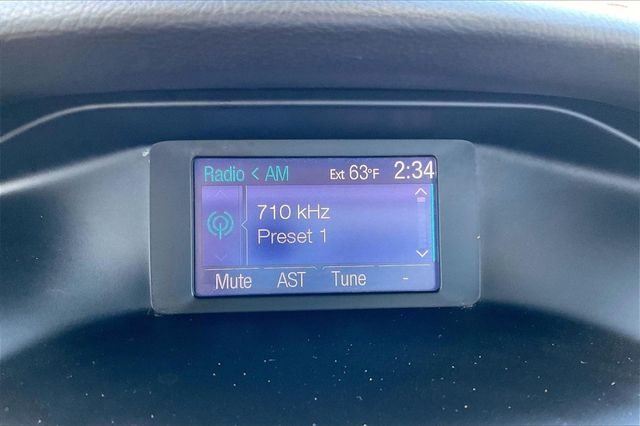 Radio < AM Ext 63°F 2:34
710 kHz
Preset 1
Mute AST Tune -